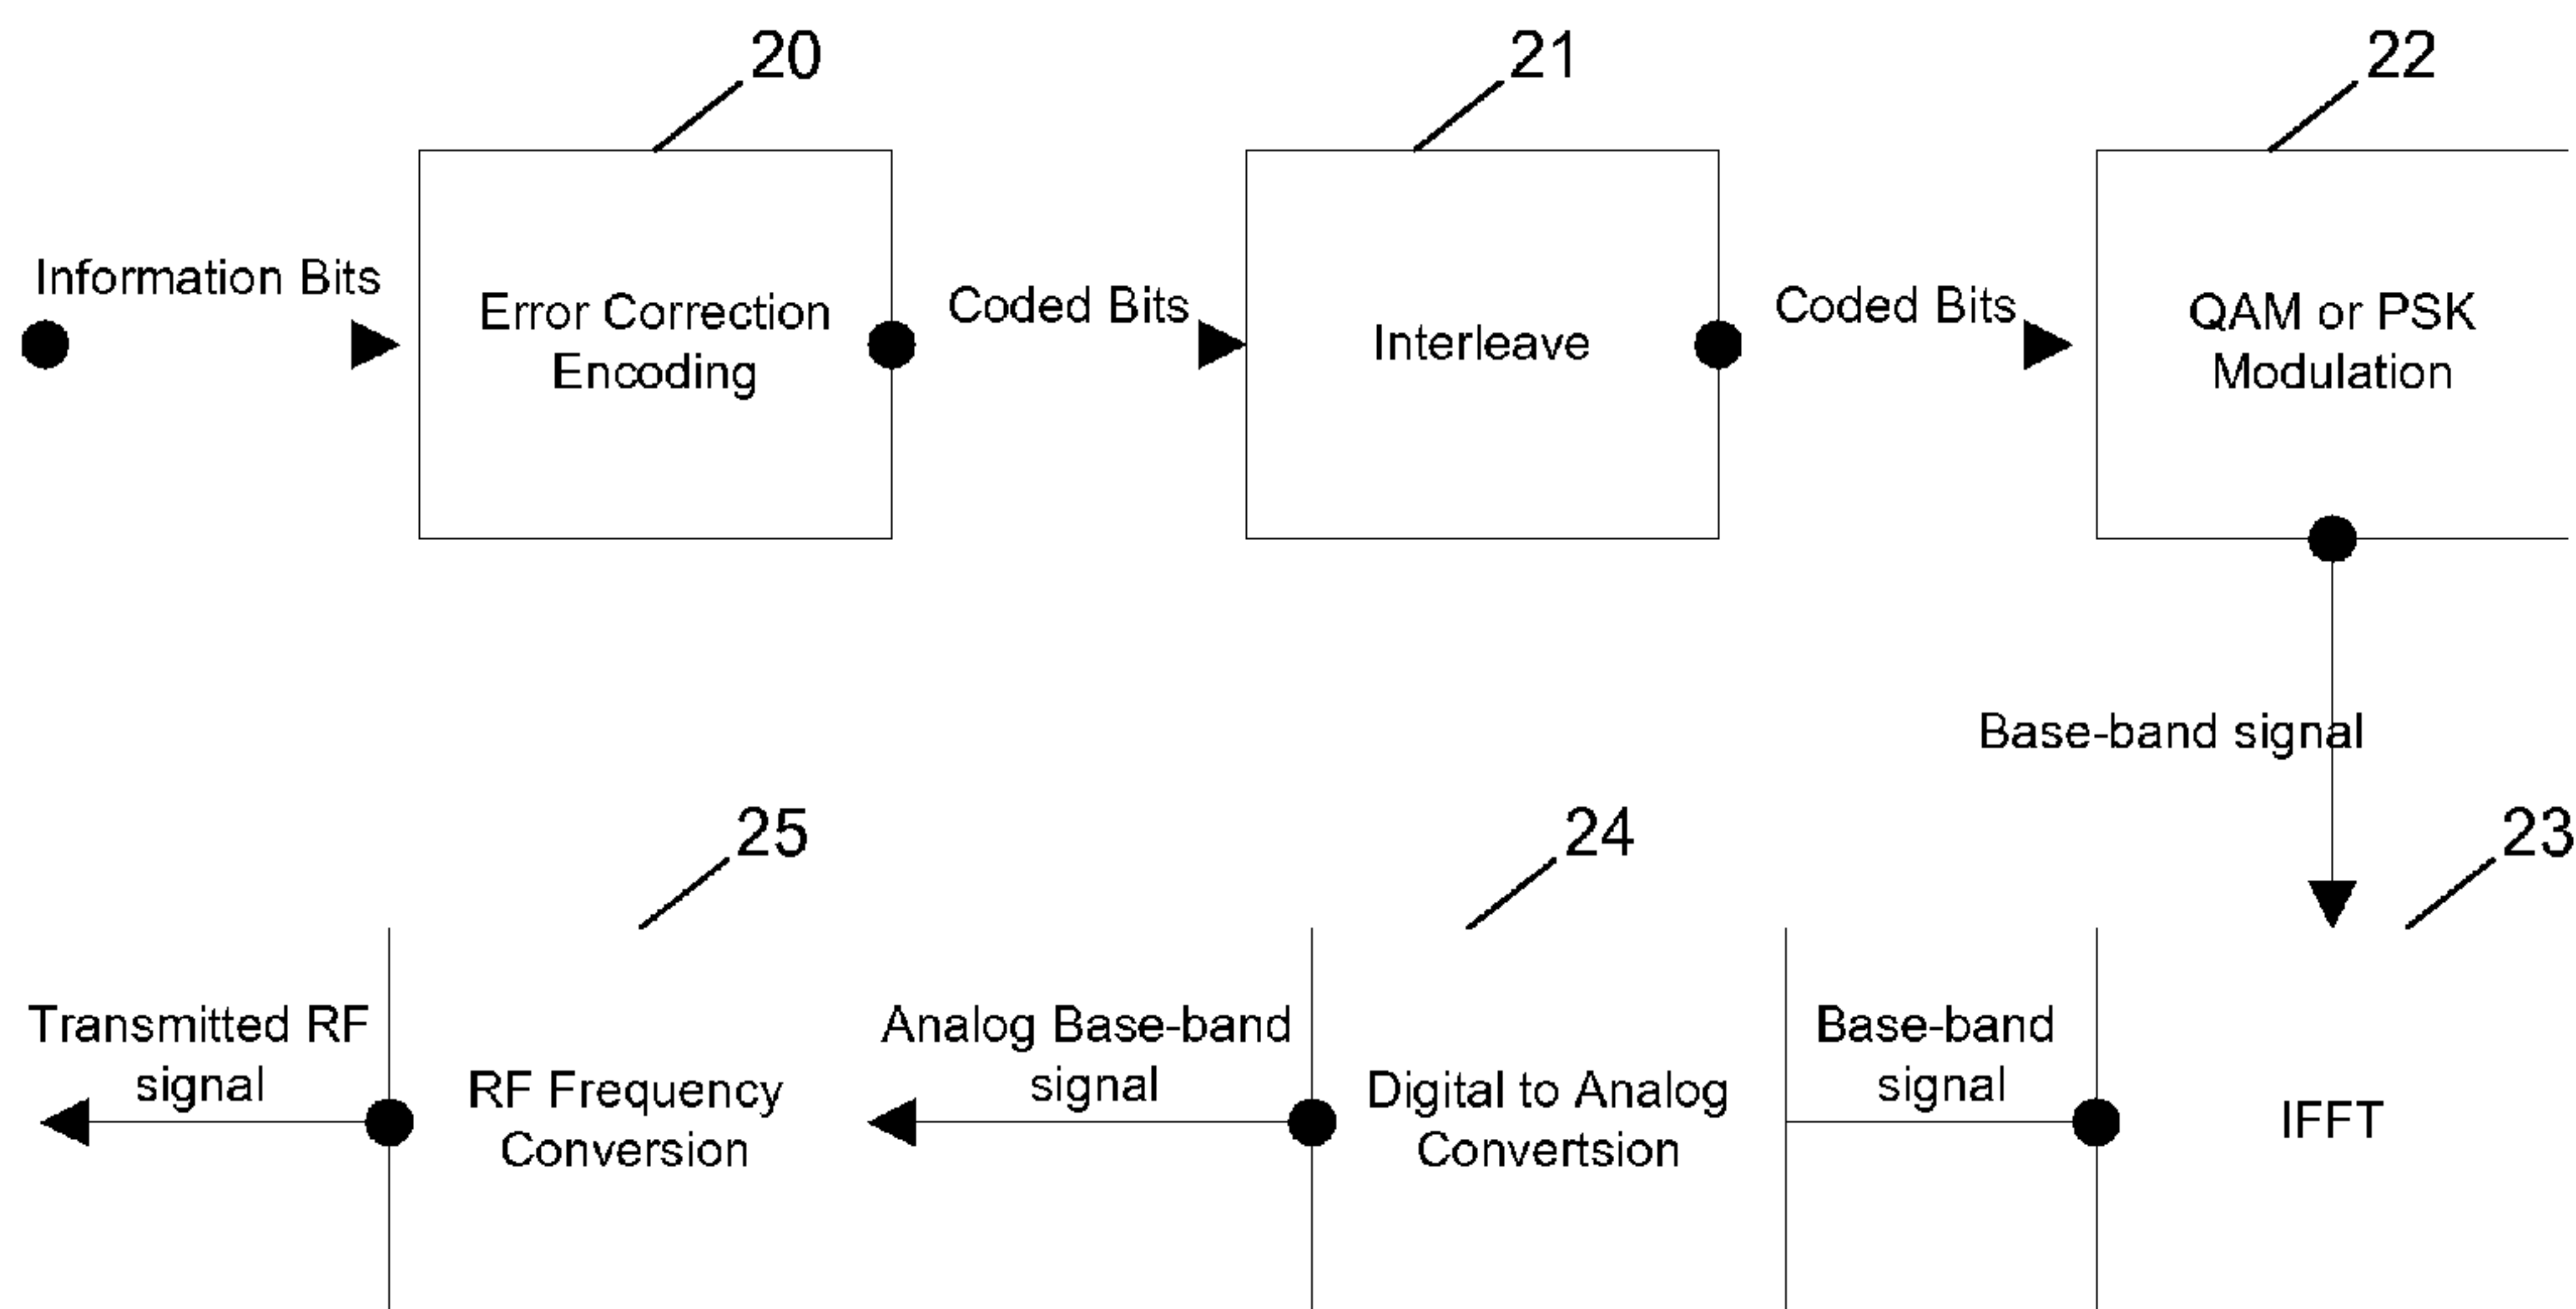 20
21
22
Information Bits
Error Correction
Encoding
Coded Bits
Interleave
Coded Bits
QAM or PSK
Modulation
Base-band signal
25
24
23
Transmitted RF
signal
RF Frequency
Conversion
Analog Base-band
signal
Digital to Analog
Convertsion
Base-band
signal
IFFT